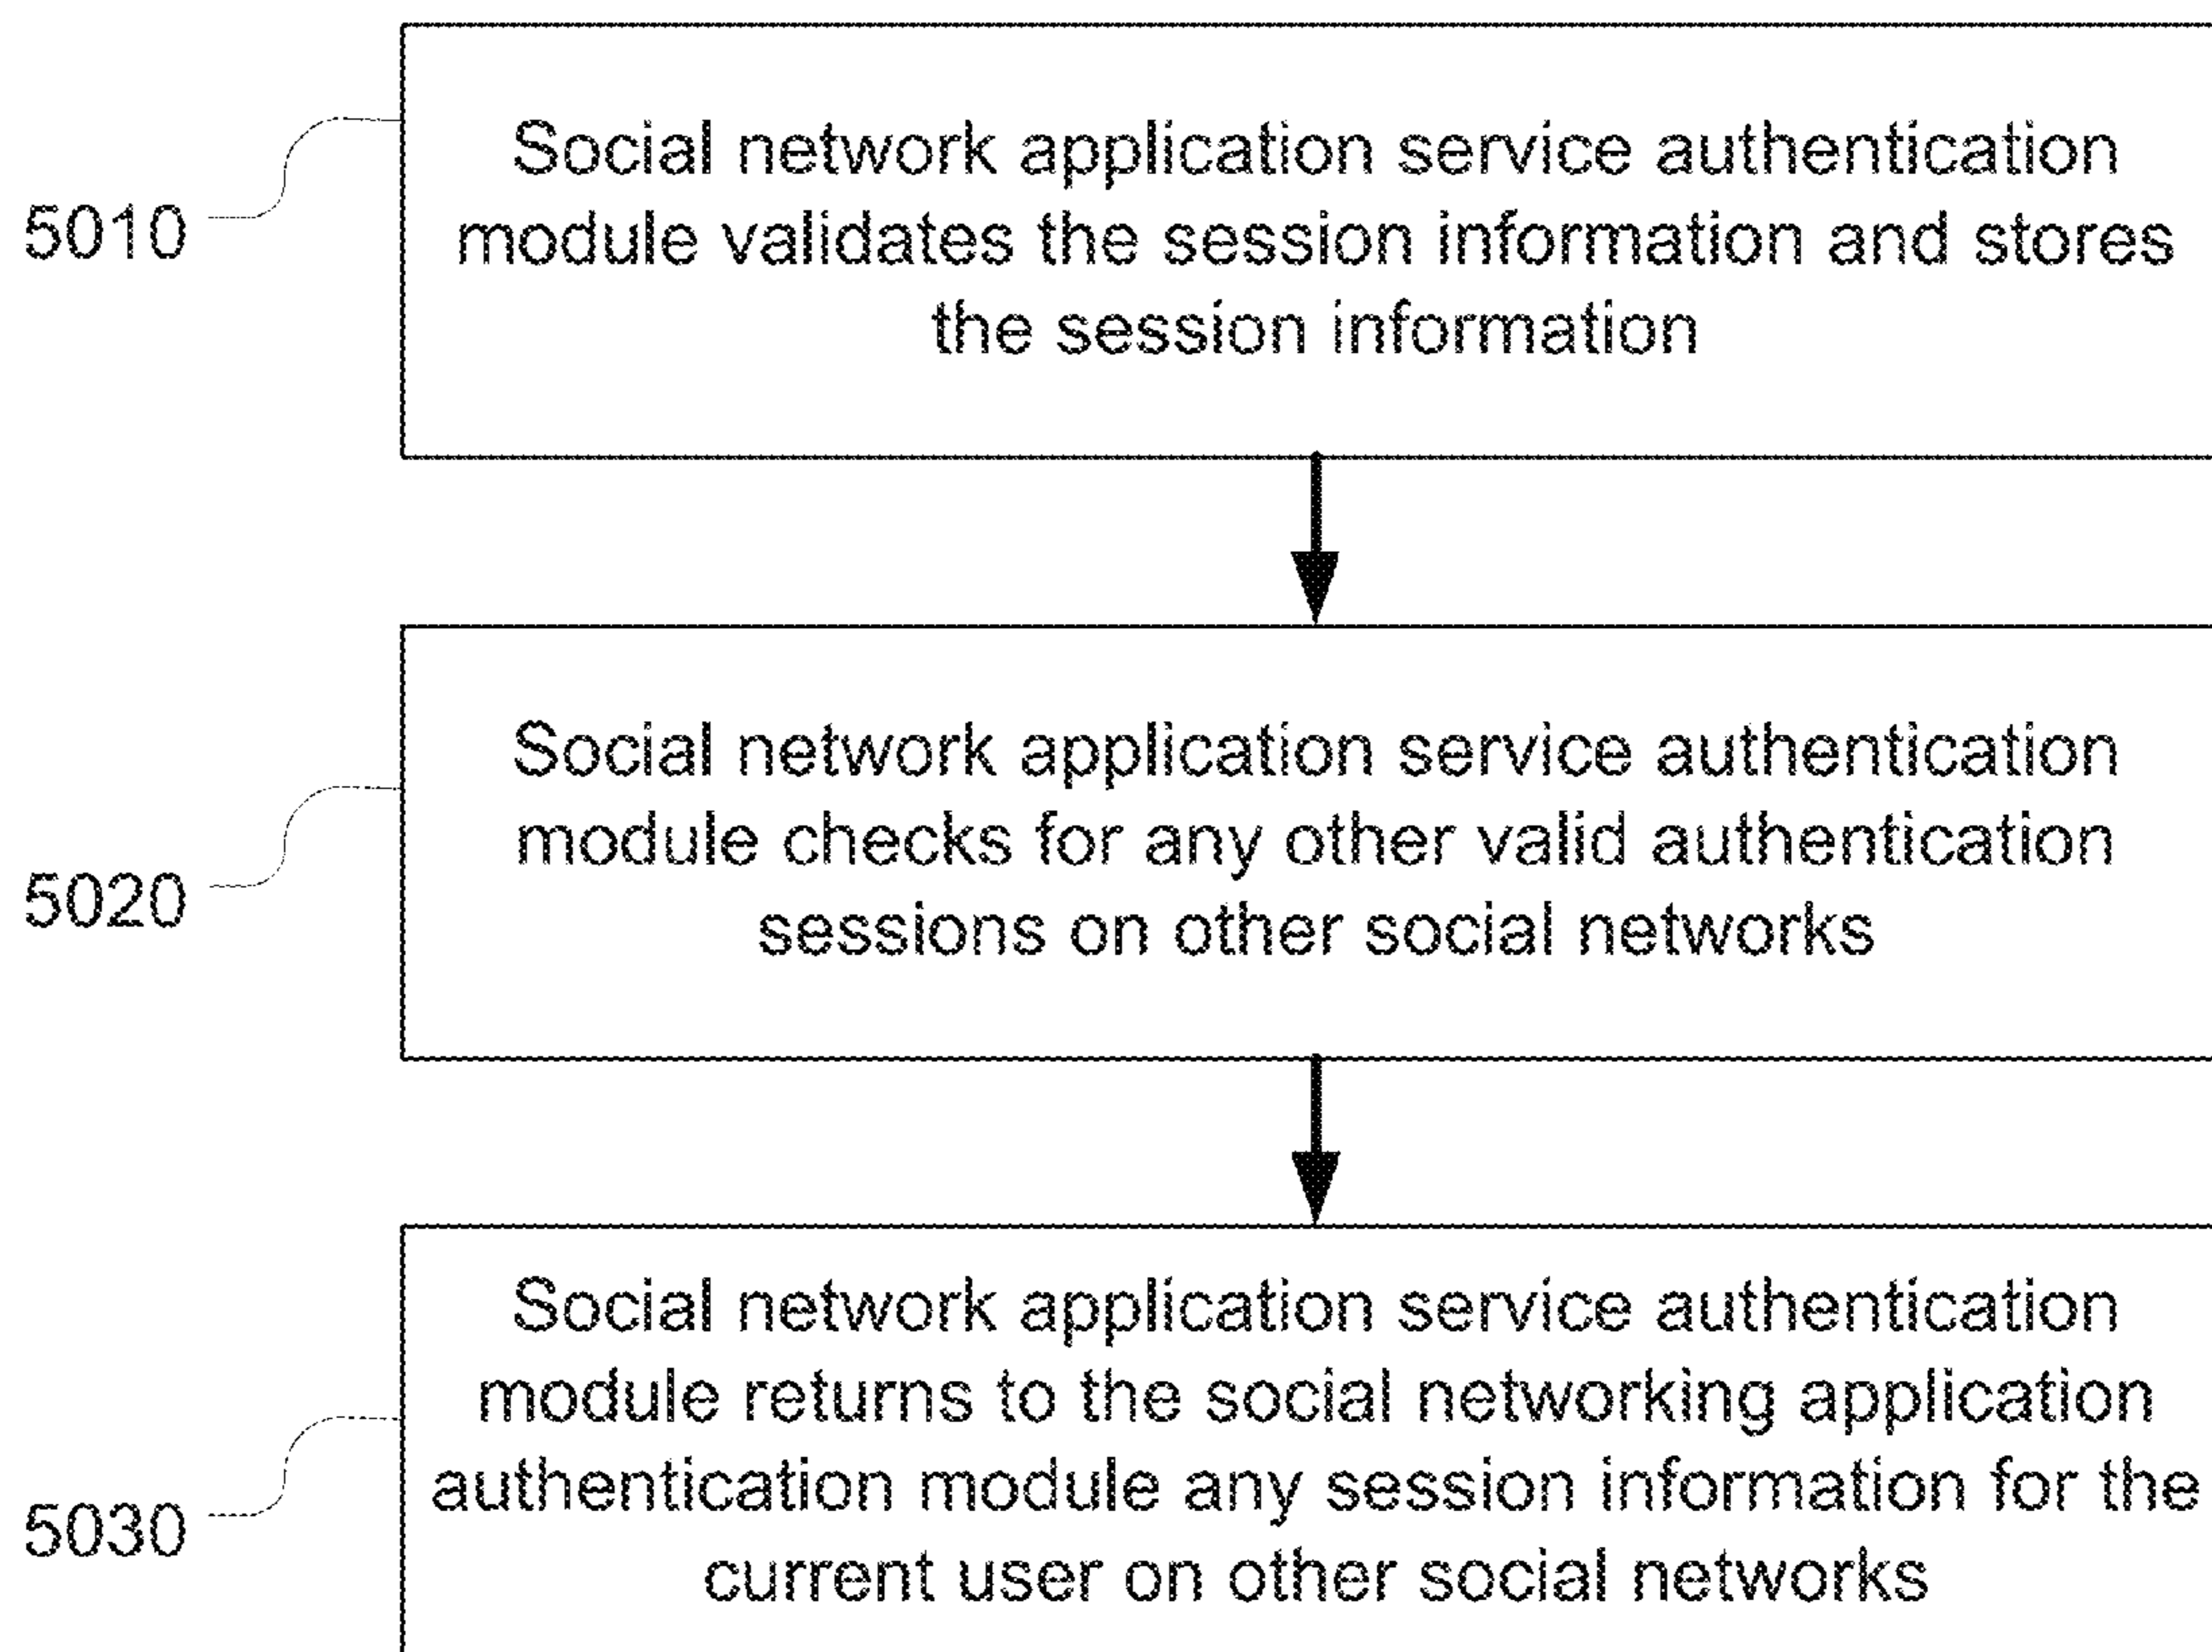 Social network application service authentication
module validates the session information and stores
the session information
5010
Social network application service authentication
module checks for any other valid authentication
sessions on other social networks
5020
Social network application service authentication
module returns to the social networking application
authentication module any session information for the
current user on other social networks
5030